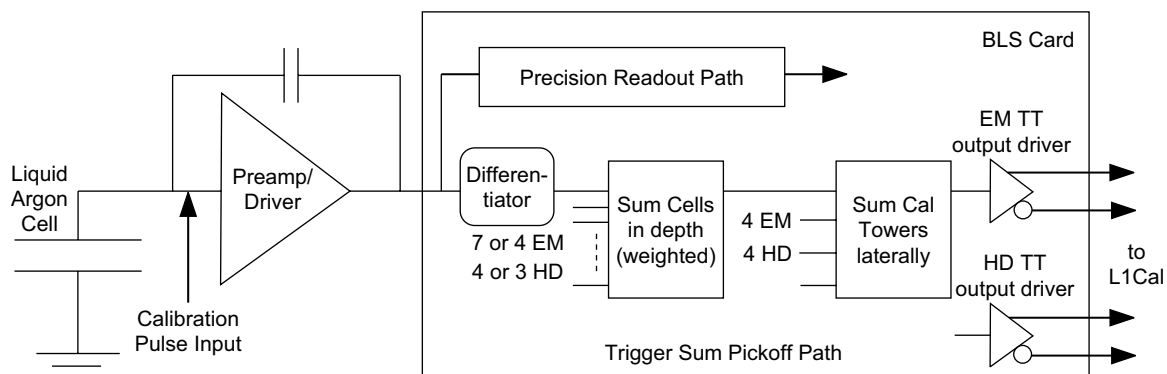 BLS Card
Precision Readout Path
EM TT
output driver
Liquid
Argon
Cell
Preamp/
Driver
Differen-
tiator
Sum Cells
in depth
(weighted)
Sum Cal
Towers
laterally
7 or 4 EM
4 or 3 HD
4 EM
4 HD
to
L1Cal
HD TT
output driver
Calibration
Pulse Input
Trigger Sum Pickoff Path